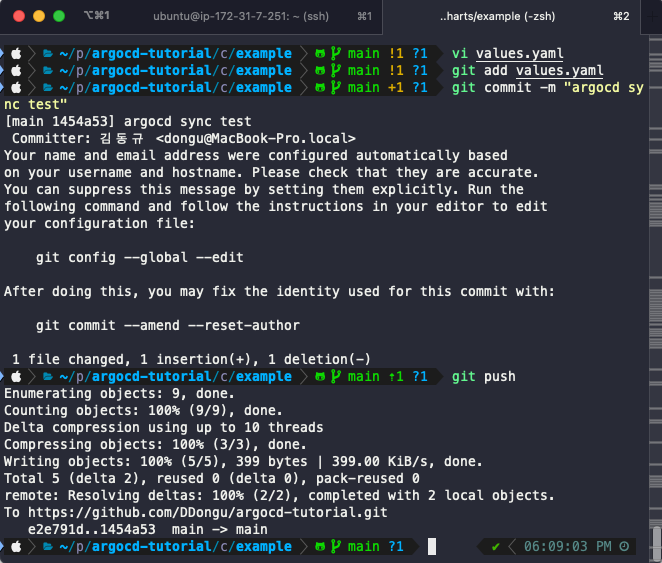 ⌥⌘1 ubuntu@ip-172-31-7-251: ~ (ssh) ⌘1 ..harts/example (-zsh) ⌘2
~/p/argocd-tutorial/c/example main !1 ?1 vi values.yaml
~/p/argocd-tutorial/c/example main !1 ?1 git add values.yaml
~/p/argocd-tutorial/c/example main +1 ?1 git commit -m "argocd sy
nc test"
[main 1454a53] argocd sync test
Committer: 김동규 <dongu@MacBook-Pro.local>
Your name and email address were configured automatically based
on your username and hostname. Please check that they are accurate.
You can suppress this message by setting them explicitly. Run the
following command and follow the instructions in your editor to edit
your configuration file:
git config --global --edit
After doing this, you may fix the identity used for this commit with:
git commit --amend --reset-author
1 file changed, 1 insertion(+), 1 deletion(-)
~/p/argocd-tutorial/c/example main ↑1 ?1 git push
Enumerating objects: 9, done.
Counting objects: 100% (9/9), done.
Delta compression using up to 10 threads
Compressing objects: 100% (3/3), done.
Writing objects: 100% (5/5), 399 bytes | 399.00 KiB/s, done.
Total 5 (delta 2), reused 0 (delta 0), pack-reused 0
remote: Resolving deltas: 100% (2/2), completed with 2 local objects.
To https://github.com/DDongu/argocd-tutorial.git
e2e791d..1454a53 main -> main
~/p/argocd-tutorial/c/example main ?1 ✔ 06:09:03 PM